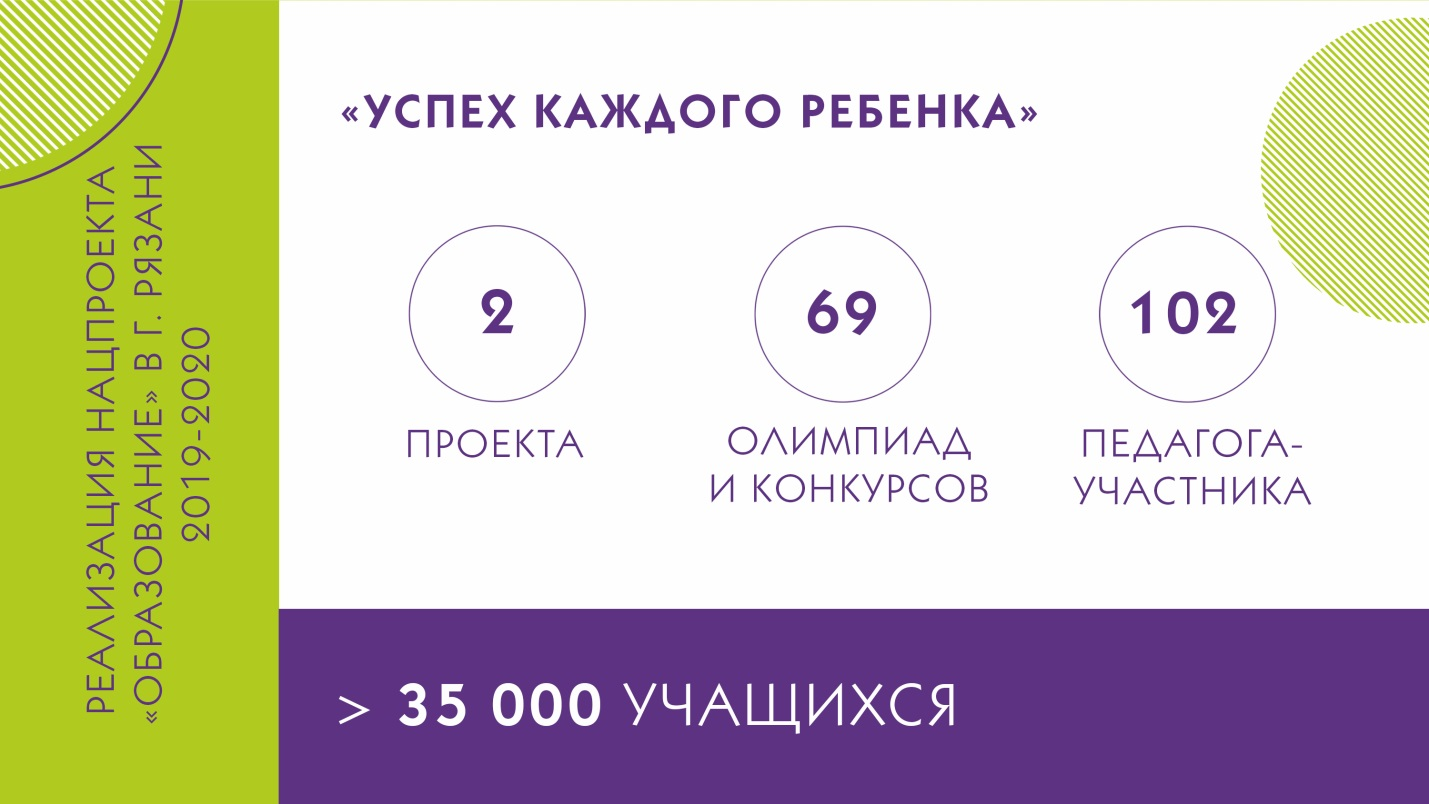 РЕАЛИЗАЦИЯ НАЦПРОЕКТА
«ОБРАЗОВАНИЕ» В Г. РЯЗАНИ
2019-2020
«УСПЕХ КАЖДОГО РЕБЕНКА»
2
ПРОЕКТА
69
ОЛИМПИАД
И КОНКУРСОВ
102
ПЕДАГОГА-
УЧАСТНИКА
> 35 000 УЧАЩИХСЯ